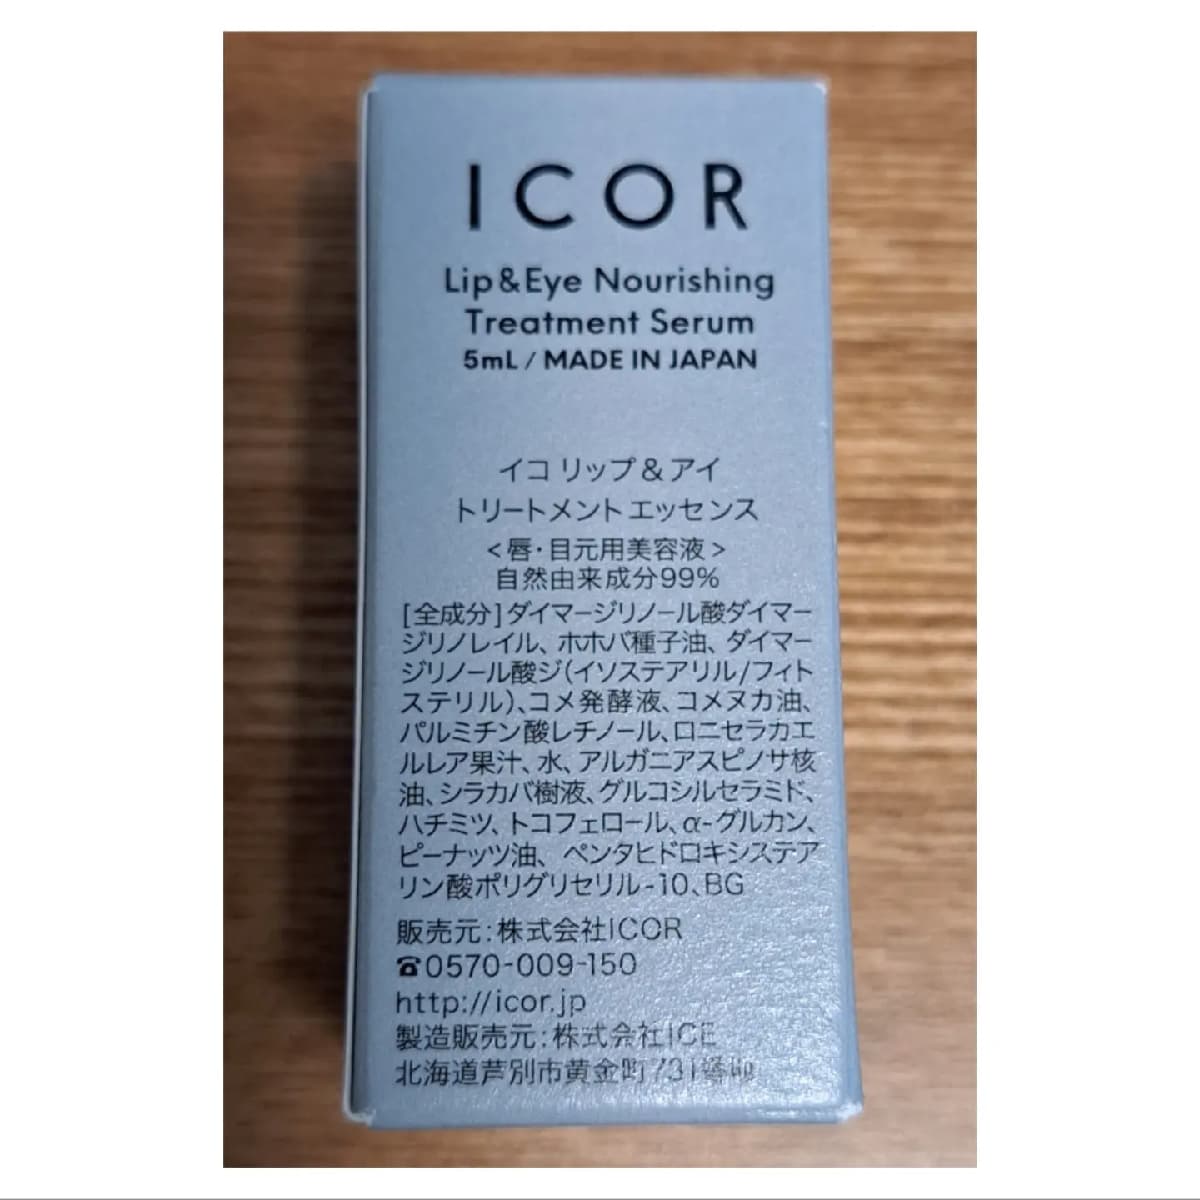 ICOR
Lip&Eye Nourishing
Treatment Serum
5mL / MADE IN JAPAN
イコ リップ&アイ
トリートメント エッセンス
<唇・目元用美容液>
自然由来成分99%
[全成分]ダイマージリノール酸ダイマー
ジリノレイル、ホホバ種子油、ダイマー
ジリノール酸ジ(イソステアリル/フィト
ステリル)、コメ発酵液、コメヌカ油、
パルミチン酸レチノール、ロニセラカエ
ルレア果汁、水、アルガニアスピノサ核
油、シラカバ樹液、グルコシルセラミド、
ハチミツ、トコフェロール、α-グルカン、
ピーナッツ油、ペンタヒドロキシステア
リン酸ポリグリセリル-10、BG
販売元:株式会社ICOR
☎0570-009-150
http://icor.jp
製造販売元:株式会社ICE
北海道芦別市黄金町731番地